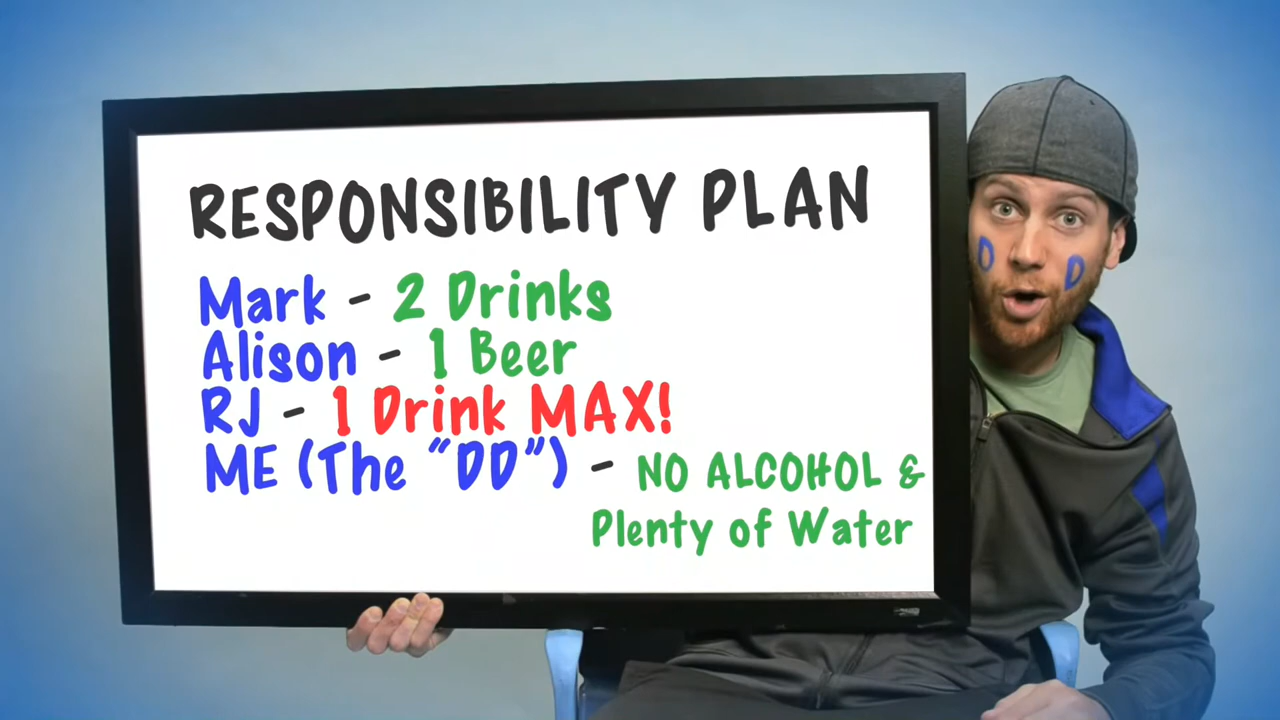 RESPONSIBILITY PLAN
Mark - 2 Drinks
Alison - 1 Beer
RJ - 1 Drink MAX!
ME (The "DD") - NO ALCOHOL &
Plenty of Water
D D